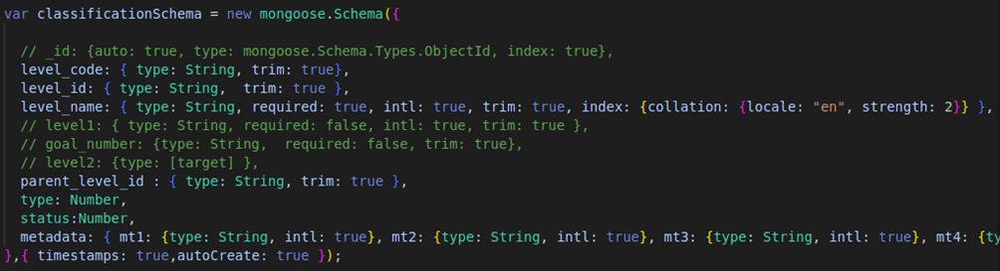 var classificationSchema = new mongoose.Schema({
// _id: {auto: true, type: mongoose.Schema.Types.ObjectId, index: true},
level_code: { type: String, trim: true},
level_id: { type: String,  trim: true },
level_name: { type: String, required: true, intl: true, trim: true, index: {collation: {locale: "en", strength: 2}} },
// level1: { type: String, required: false, intl: true, trim: true },
// goal_number: {type: String,  required: false, trim: true},
// level2: {type: [target] },
parent_level_id : { type: String, trim: true },
type: Number,
status:Number,
metadata: { mt1: {type: String, intl: true}, mt2: {type: String, intl: true}, mt3: {type: String, intl: true}, mt4: {ty
},{ timestamps: true,autoCreate: true });